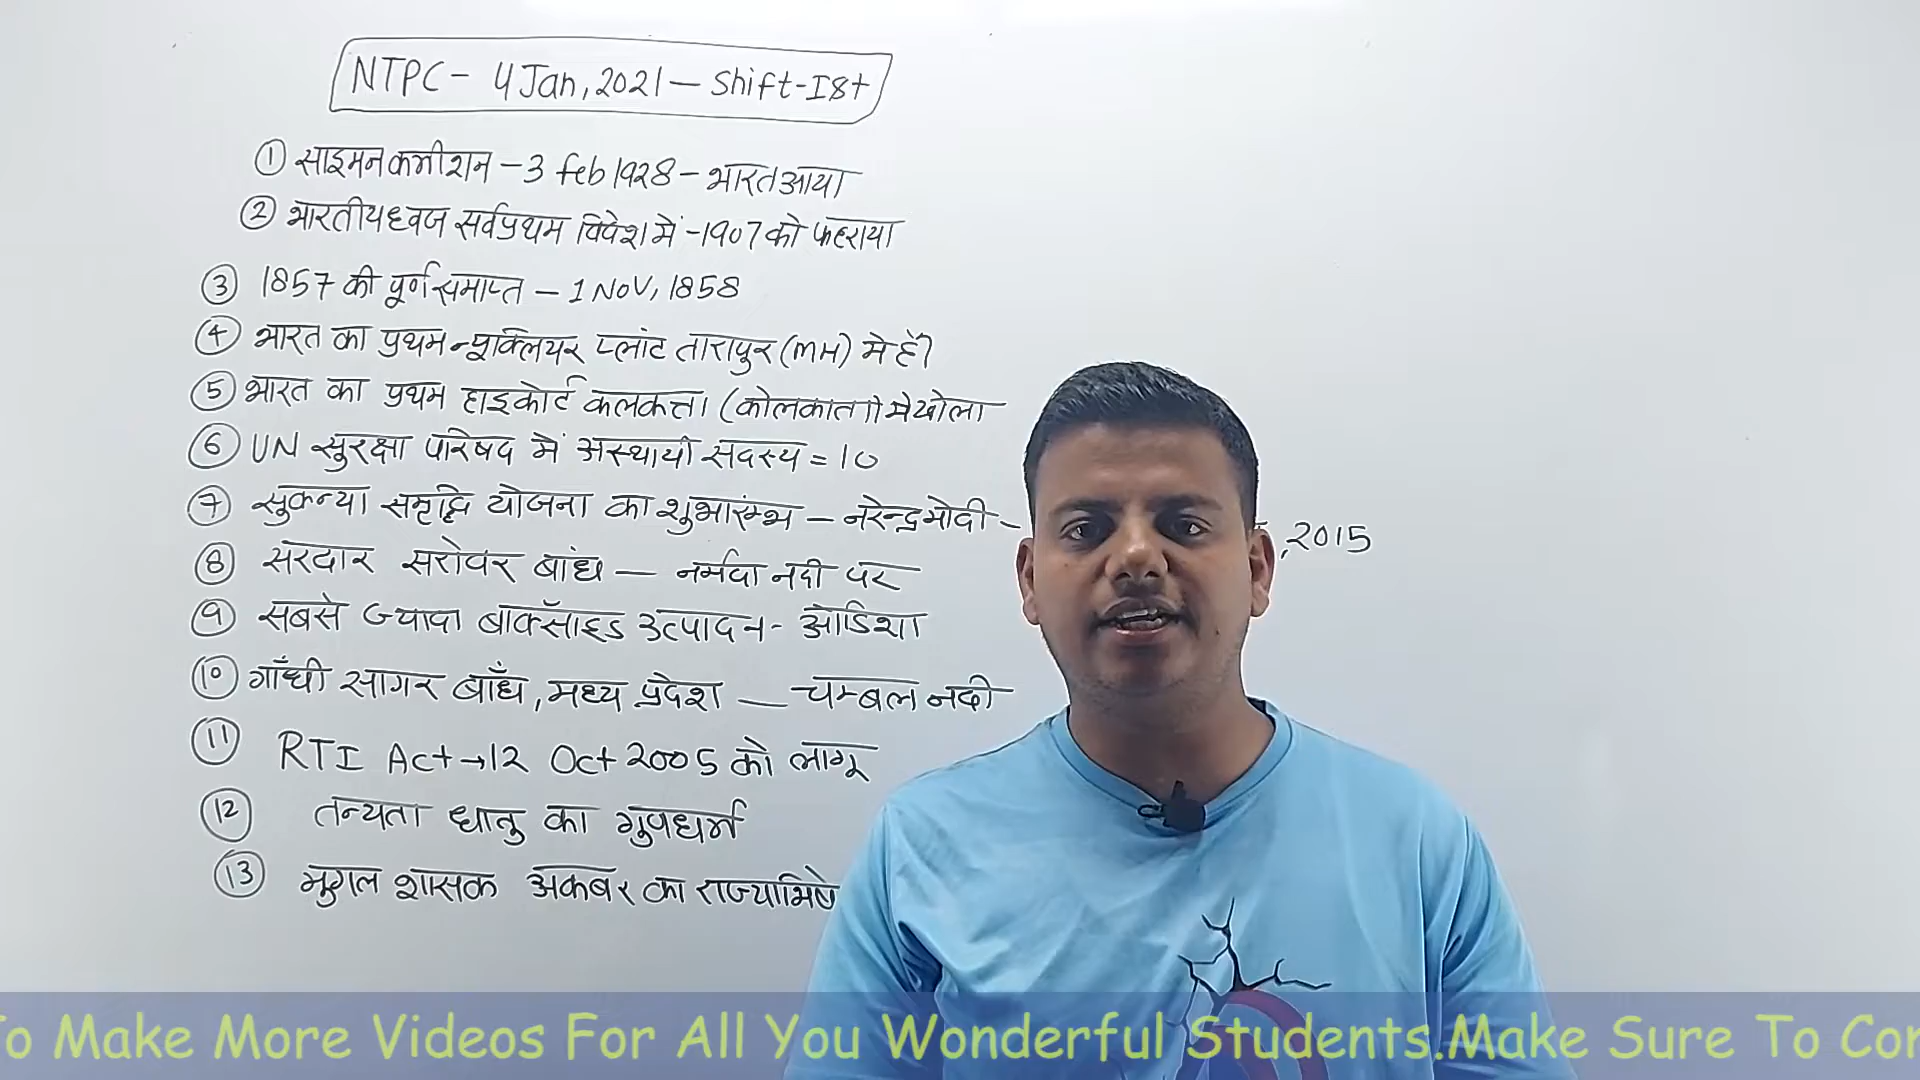 NTPC - 4 Jan, 2021 — Shift-Ist
① साइमन कमीशन - 3 feb 1928 - भारत आया
② भारतीय ध्वज सर्वप्रथम विदेश में - 1907 को फहराया
③ 1857 की पूर्ण समाप्त - 1 Nov, 1858
④ भारत का प्रथम न्यूक्लियर प्लांट तारापुर (MH) मे हैं
⑤ भारत का प्रथम हाइकोर्ट कलकत्ता (कोलकाता) मे खोला
⑥ UN सुरक्षा परिषद में अस्थायी सदस्य = 10
⑦ सुकन्या समृद्धि योजना का शुभारंम्भ - नरेन्द्र मोदी - , 2015
⑧ सरदार सरोवर बांध — नर्मदा नदी पर
⑨ सबसे ज्यादा बाक्सॉइड उत्पादन - ओडिशा
⑩ गाँधी सागर बाँध, मध्य प्रदेश — चम्बल नदी
⑪ RTI Act → 12 Oct 2005 को लागू
⑫ तन्यता धातु का गुणधर्म
⑬ मुगल शासक अकबर का राज्याभिषे
To Make More Videos For All You Wonderful Students.Make Sure To Con